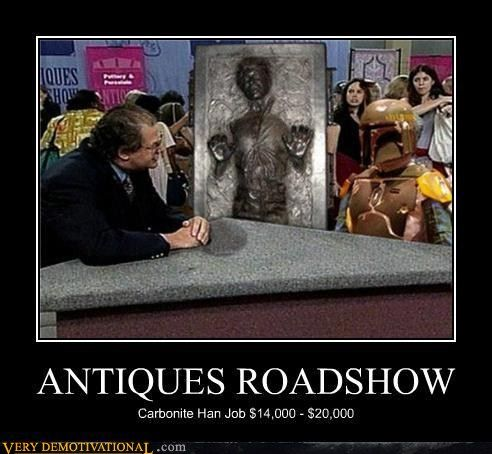 IQUES
SHOW
Pottery &
Porcelain
ANTIQUES ROADSHOW
Carbonite Han Job $14,000 - $20,000
VERY DEMOTIVATIONAL.com